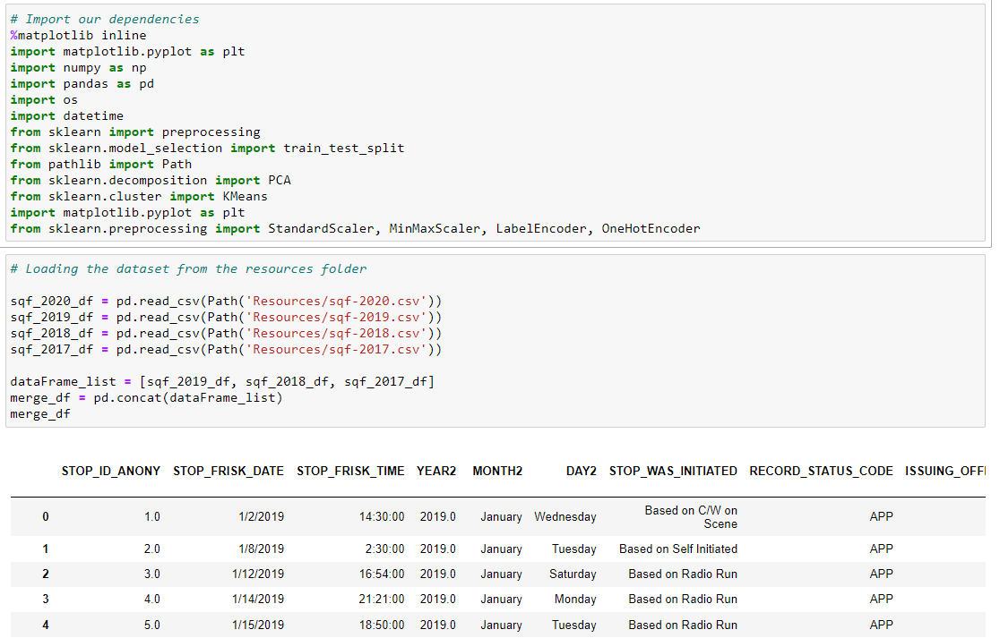 # Import our dependencies
%matplotlib inline
import matplotlib.pyplot as plt
import numpy as np
import pandas as pd
import os
import datetime
from sklearn import preprocessing
from sklearn.model_selection import train_test_split
from pathlib import Path
from sklearn.decomposition import PCA
from sklearn.cluster import KMeans
import matplotlib.pyplot as plt
from sklearn.preprocessing import StandardScaler, MinMaxScaler, LabelEncoder, OneHotEncoder
# Loading the dataset from the resources folder
sqf_2020_df = pd.read_csv(Path('Resources/sqf-2020.csv'))
sqf_2019_df = pd.read_csv(Path('Resources/sqf-2019.csv'))
sqf_2018_df = pd.read_csv(Path('Resources/sqf-2018.csv'))
sqf_2017_df = pd.read_csv(Path('Resources/sqf-2017.csv'))
dataFrame_list = [sqf_2019_df, sqf_2018_df, sqf_2017_df]
merge_df = pd.concat(dataFrame_list)
merge_df
STOP_ID_ANONY STOP_FRISK_DATE STOP_FRISK_TIME YEAR2 MONTH2 DAY2 STOP_WAS_INITIATED RECORD_STATUS_CODE ISSUING_OFF
0 1.0 1/2/2019 14:30:00 2019.0 January Wednesday Based on C/W on Scene APP
1 2.0 1/8/2019 2:30:00 2019.0 January Tuesday Based on Self Initiated APP
2 3.0 1/12/2019 16:54:00 2019.0 January Saturday Based on Radio Run APP
3 4.0 1/14/2019 21:21:00 2019.0 January Monday Based on Radio Run APP
4 5.0 1/15/2019 18:50:00 2019.0 January Tuesday Based on Radio Run APP